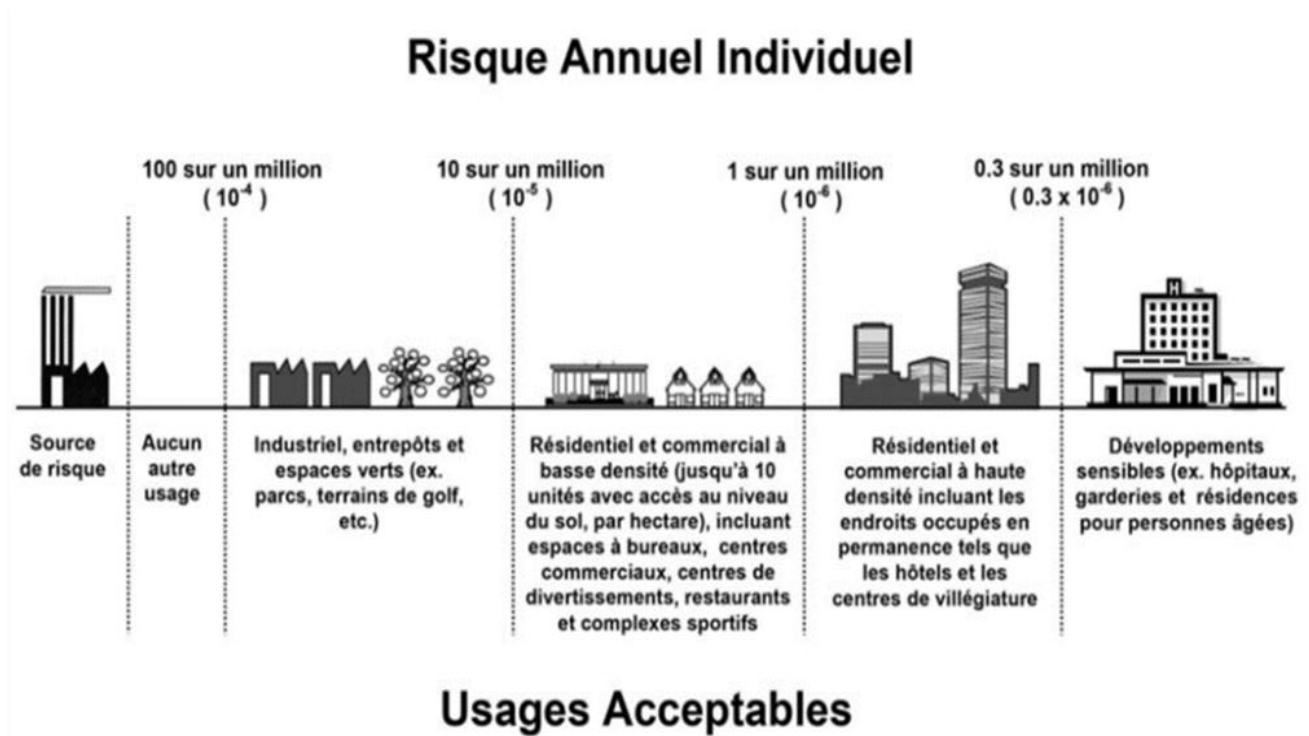 Risque Annuel Individuel
100 sur un million
( 10⁻⁴ )
10 sur un million
( 10⁻⁵ )
1 sur un million
( 10⁻⁶ )
0.3 sur un million
( 0.3 x 10⁻⁶ )
H
Source
de risque
Aucun
autre
usage
Industriel, entrepôts et
espaces verts (ex.
parcs, terrains de golf,
etc.)
Résidentiel et commercial à
basse densité (jusqu'à 10
unités avec accès au niveau
du sol, par hectare), incluant
espaces à bureaux, centres
commerciaux, centres de
divertissements, restaurants
et complexes sportifs
Résidentiel et
commercial à haute
densité incluant les
endroits occupés en
permanence tels que
les hôtels et les
centres de villégiature
Développements
sensibles (ex. hôpitaux,
garderies et résidences
pour personnes âgées)
Usages Acceptables